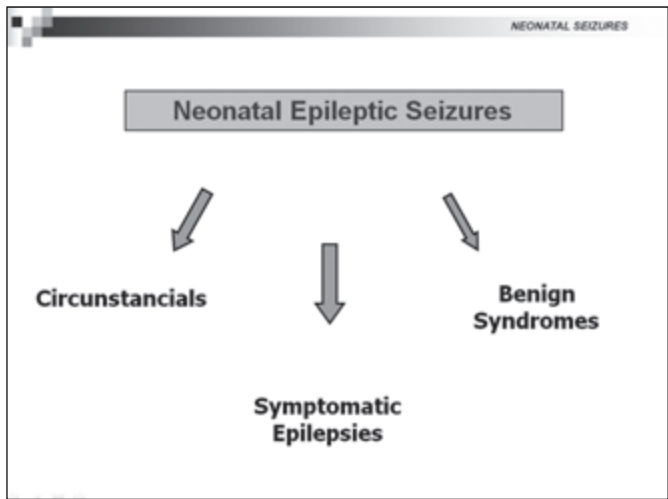 NEONATAL SEIZURES
Neonatal Epileptic Seizures
Circunstancials
Benign
Syndromes
Symptomatic
Epilepsies